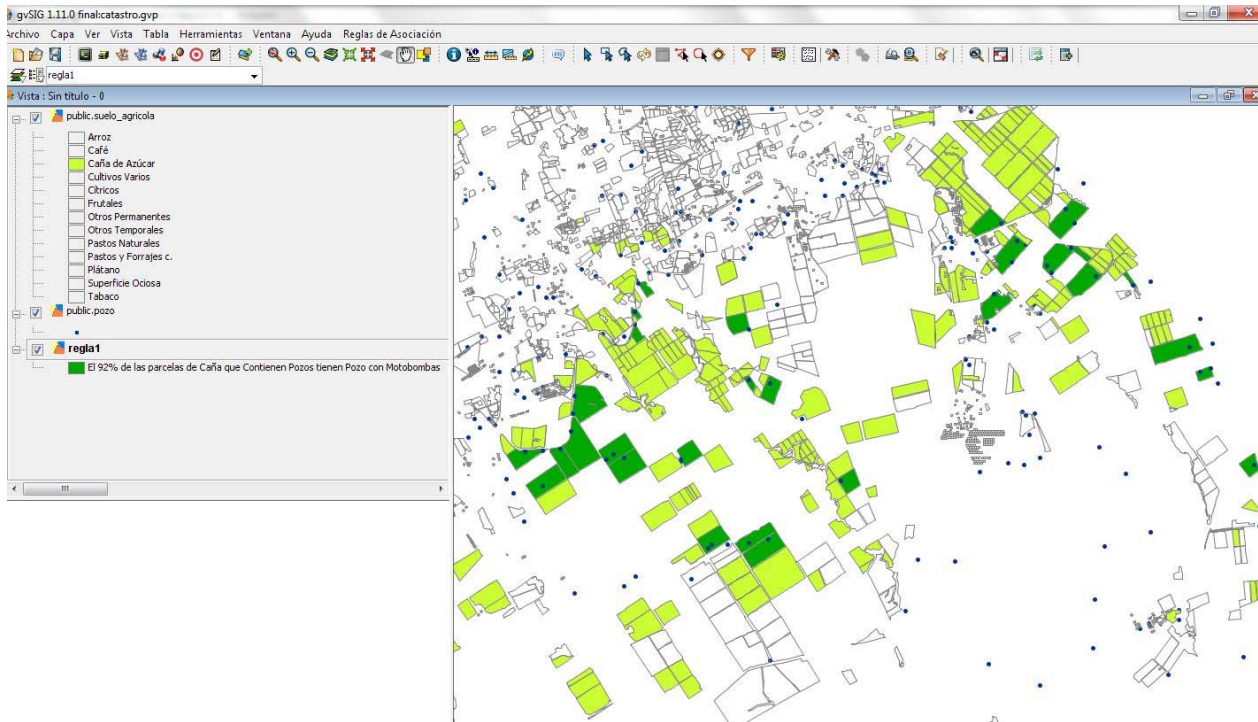 gvSIG 1.11.0 final:catastro.gvp
Archivo Capa Ver Vista Tabla Herramientas Ventana Ayuda Reglas de Asociación
regla1
Vista : Sin título - 0
public.suelo_agricola
Arroz
Café
Caña de Azúcar
Cultivos Varios
Cítricos
Frutales
Otros Permanentes
Otros Temporales
Pastos Naturales
Pastos y Forrajes c.
Plátano
Superficie Ociosa
Tabaco
public.pozo
regla1
El 92% de las parcelas de Caña que Contienen Pozos tienen Pozo con Motobombas